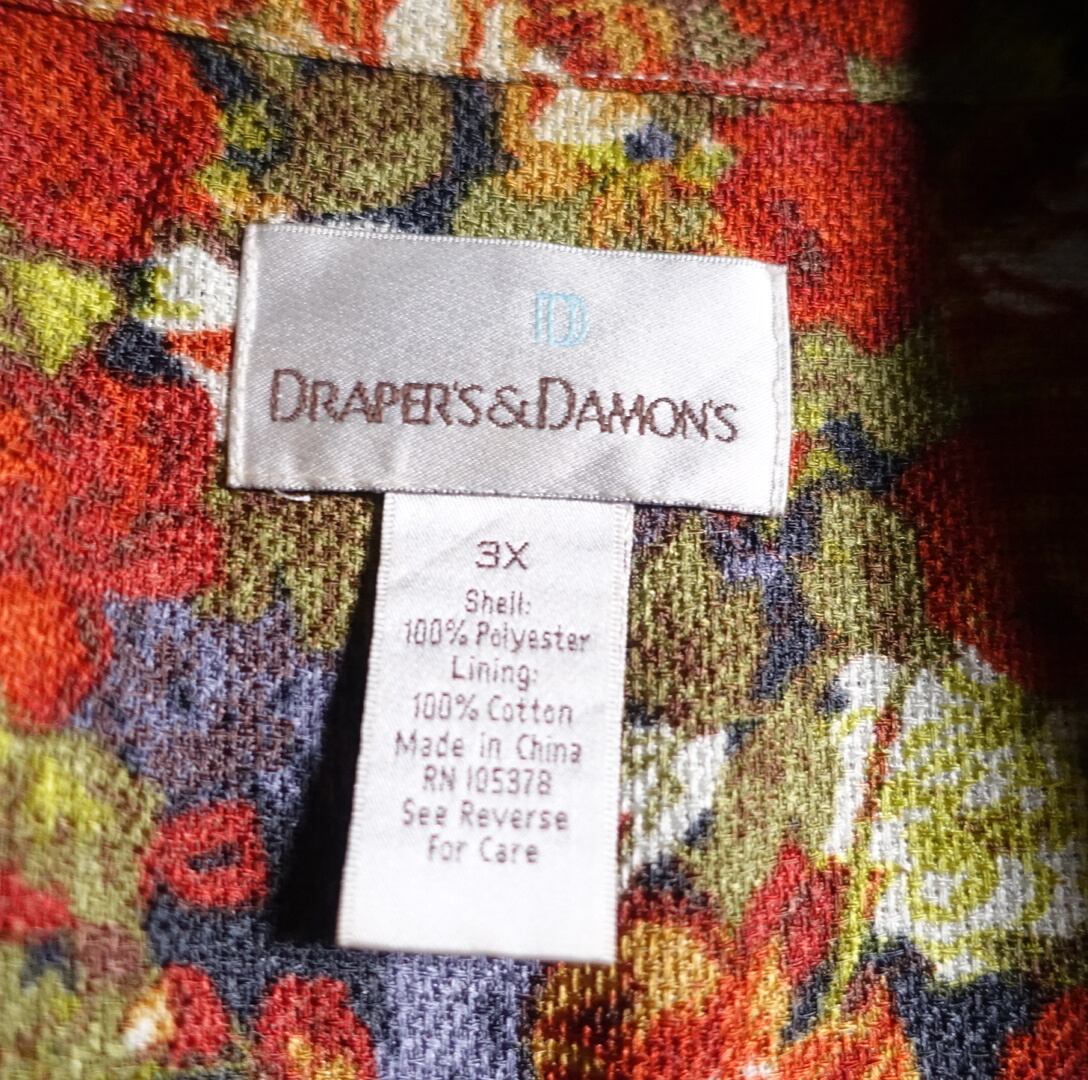 DD
DRAPER'S & DAMON'S
3X
Shell:
100% Polyester
Lining:
100% Cotton
Made in China
RN 105378
See Reverse
For Care